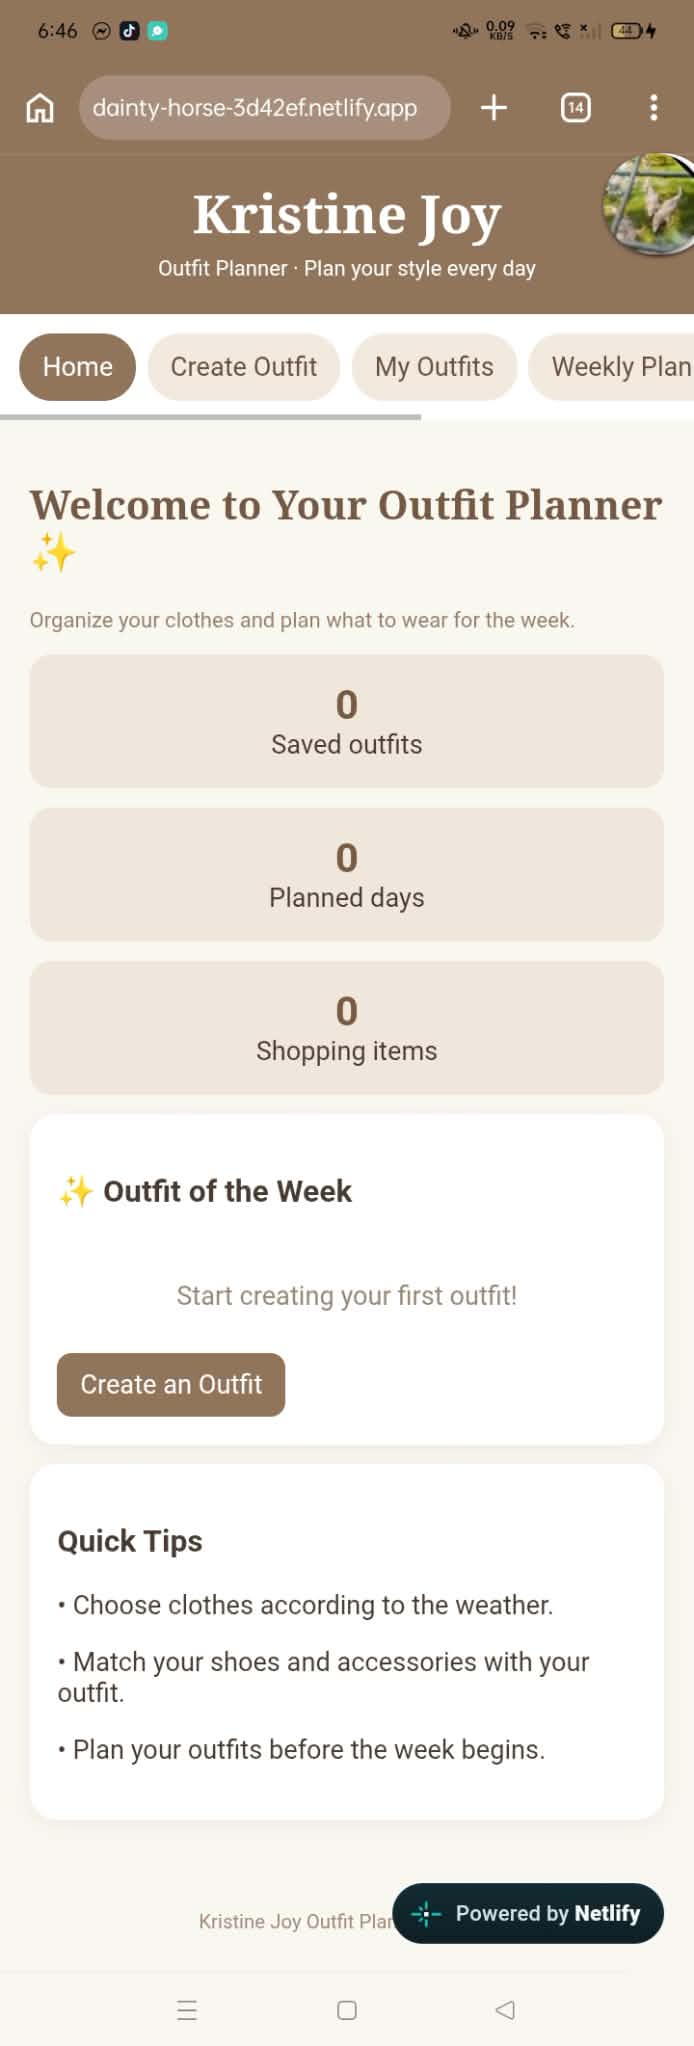 6:46
0.09
KB/S
44
dainty-horse-3d42ef.netlify.app
14
Kristine Joy
Outfit Planner · Plan your style every day
Home
Create Outfit
My Outfits
Weekly Plan
Welcome to Your Outfit Planner
✨
Organize your clothes and plan what to wear for the week.
0
Saved outfits
0
Planned days
0
Shopping items
✨ Outfit of the Week
Start creating your first outfit!
Create an Outfit
Quick Tips
• Choose clothes according to the weather.
• Match your shoes and accessories with your
outfit.
• Plan your outfits before the week begins.
Kristine Joy Outfit Plan
Powered by Netlify